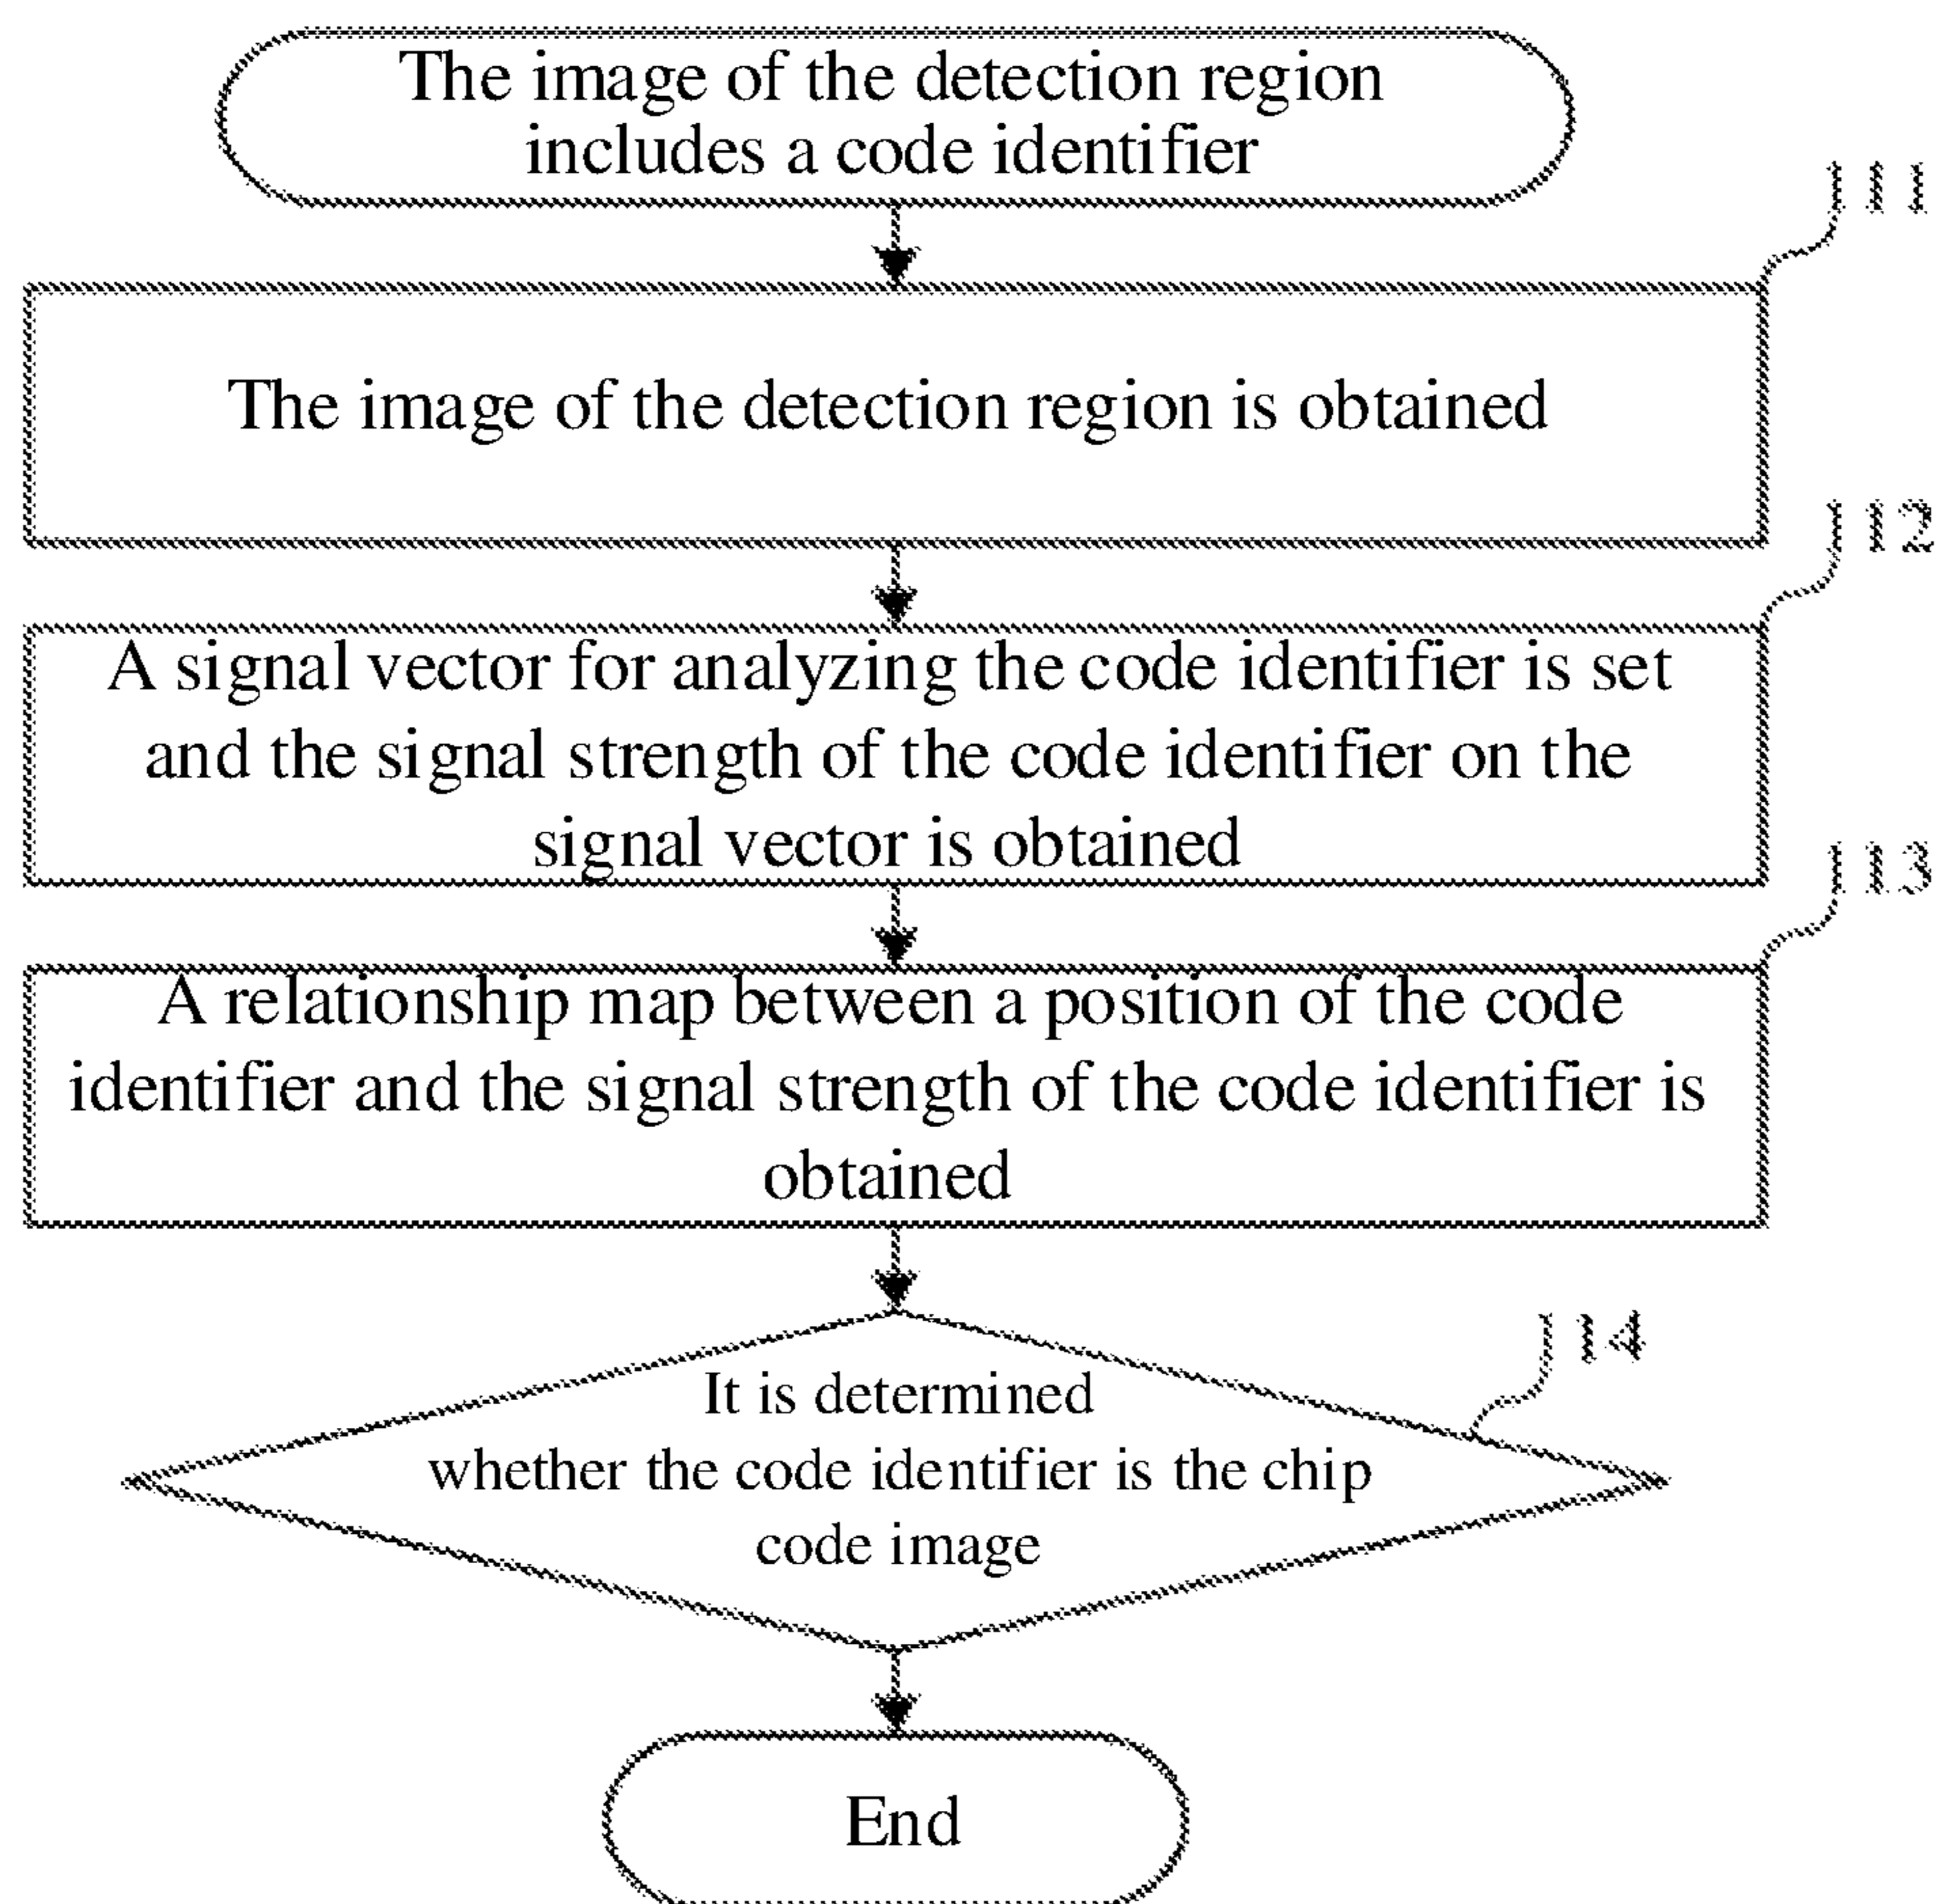 The image of the detection region
includes a code identifier
111
The image of the detection region is obtained
112
A signal vector for analyzing the code identifier is set
and the signal strength of the code identifier on the
signal vector is obtained
113
A relationship map between a position of the code
identifier and the signal strength of the code identifier is
obtained
114
It is determined
whether the code identifier is the chip
code image
End